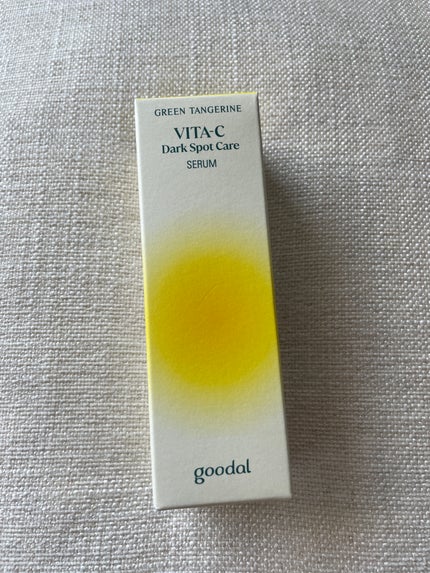 GREEN TANGERINE
VITA-C
Dark Spot Care
SERUM
goodal